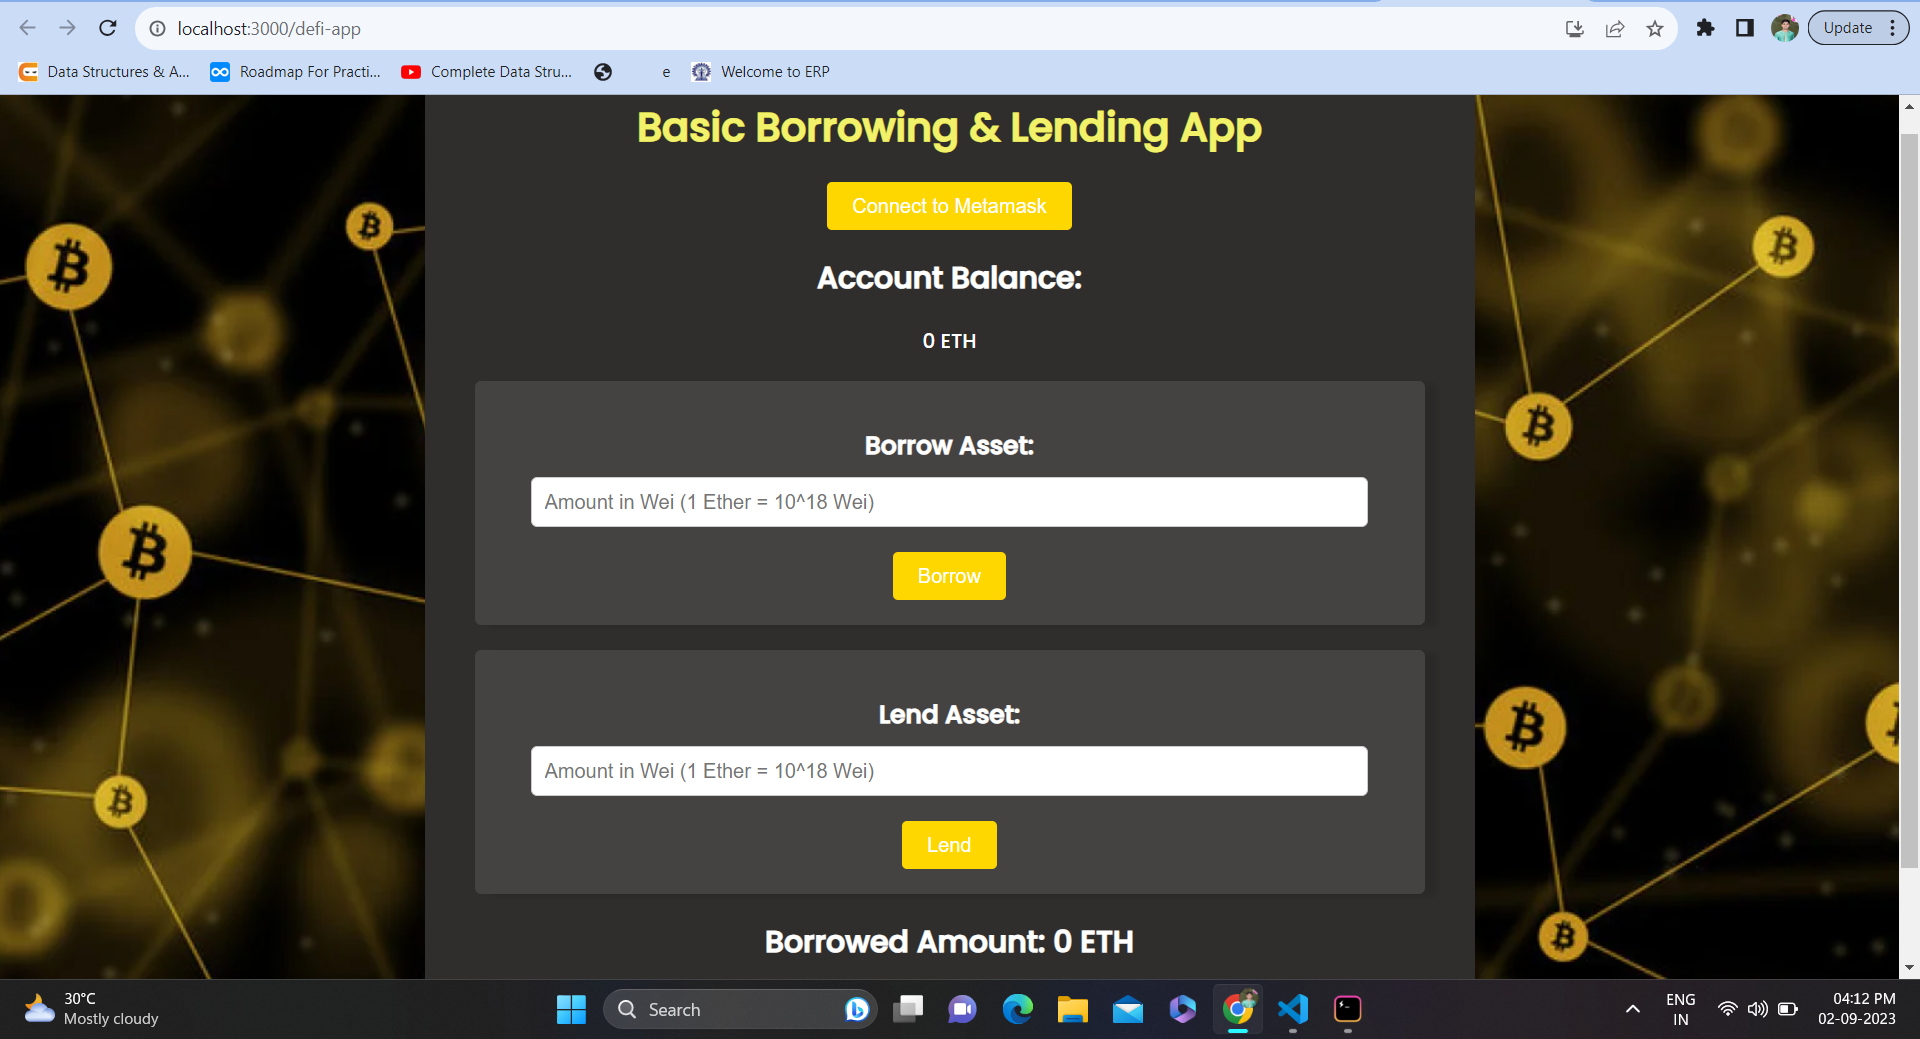 localhost:3000/defi-app
Update
Data Structures & A...
Roadmap For Practi...
Complete Data Stru...
e
Welcome to ERP
Basic Borrowing & Lending App
Connect to Metamask
Account Balance:
0 ETH
Borrow Asset:
Amount in Wei (1 Ether = 10^18 Wei)
Borrow
Lend Asset:
Amount in Wei (1 Ether = 10^18 Wei)
Lend
Borrowed Amount: 0 ETH
30°C
Mostly cloudy
Search
ENG
IN
04:12 PM
02-09-2023